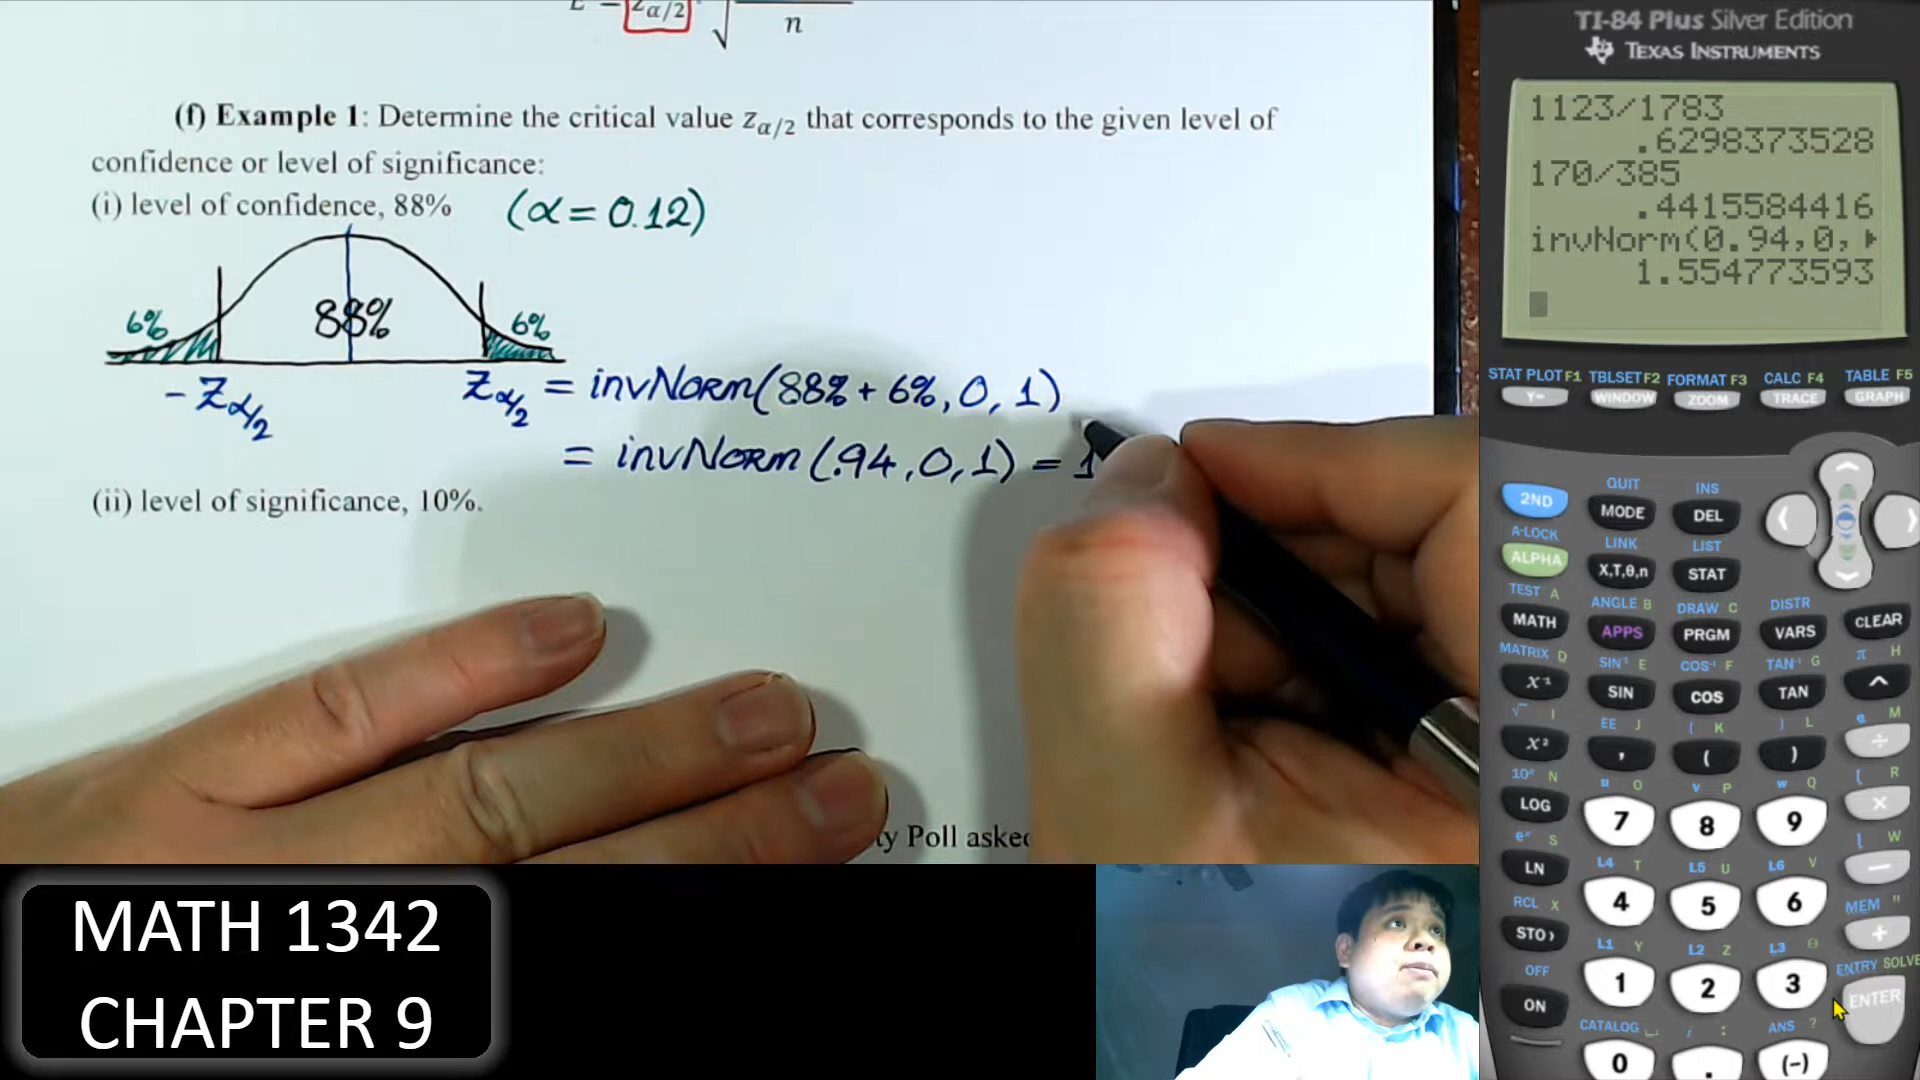 zα/2
n
(f) Example 1: Determine the critical value zα/2 that corresponds to the given level of
confidence or level of significance:
(i) level of confidence, 88% (α = 0.12)
6% 88% 6%
-Zα/2 Zα/2 = invNorm(88% + 6%, 0, 1)
= invNorm (.94, 0, 1) = 1
(ii) level of significance, 10%.
ty Poll asked
MATH 1342
CHAPTER 9
TI-84 Plus Silver Edition
TEXAS INSTRUMENTS
1123/1783
.6298373528
170/385
.4415584416
invNorm(0.94,0,
1.554773593
STAT PLOT F1 TBLSET F2 FORMAT F3 CALC F4 TABLE F5
Y= WINDOW ZOOM TRACE GRAPH
QUIT INS
2ND MODE DEL
A-LOCK LINK LIST
ALPHA X,T,θ,n STAT
TEST A ANGLE B DRAW C DISTR
MATH APPS PRGM VARS CLEAR
MATRIX D SIN⁻¹ E COS⁻¹ F TAN⁻¹ G π H
x⁻¹ SIN COS TAN ^
√ I EE J { K } L e M
x² , ( ) ÷
10ˣ N u O v P w Q [ R
LOG 7 8 9 ×
eˣ S L4 T L5 U L6 V ] W
LN 4 5 6 −
RCL X L1 Y L2 Z L3 θ MEM "
STO› 1 2 3 +
OFF CATALOG ⎵ i : ANS ? ENTRY SOLVE
ON 0 . (-) ENTER